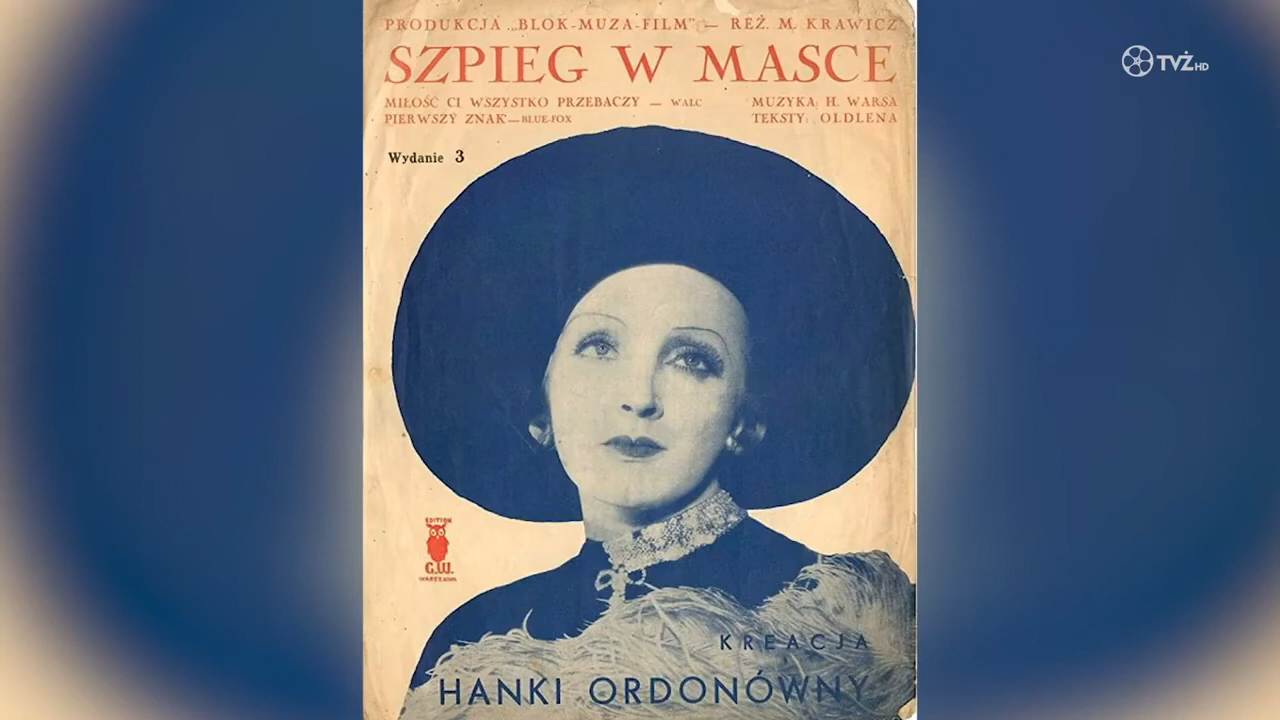 PRODUKCJA „BLOK-MUZA-FILM” — REŻ. M. KRAWICZ
SZPIEG W MASCE
MIŁOŚĆ CI WSZYSTKO PRZEBACZY — WALC
PIERWSZY ZNAK—BLUE-FOX
MUZYKA: H. WARSA
TEKSTY: OLDLENA
Wydanie 3
TVŻ HD
EDITION
G.W.
WARSZAWA
KREACJA
HANKI ORDONÓWNY